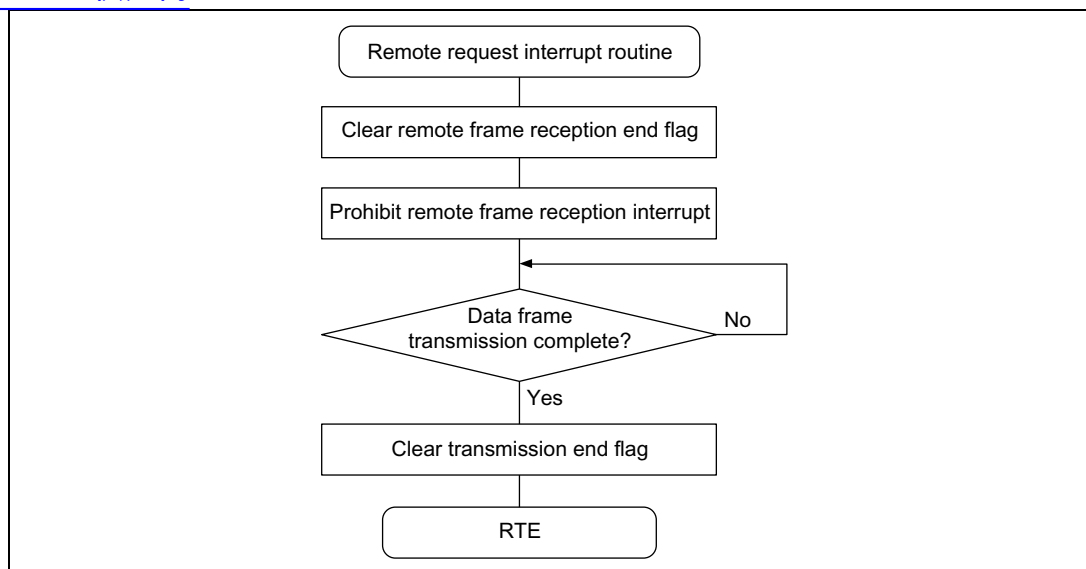 Remote request interrupt routine
Clear remote frame reception end flag
Prohibit remote frame reception interrupt
Data frame
transmission complete?
No
Yes
Clear transmission end flag
RTE